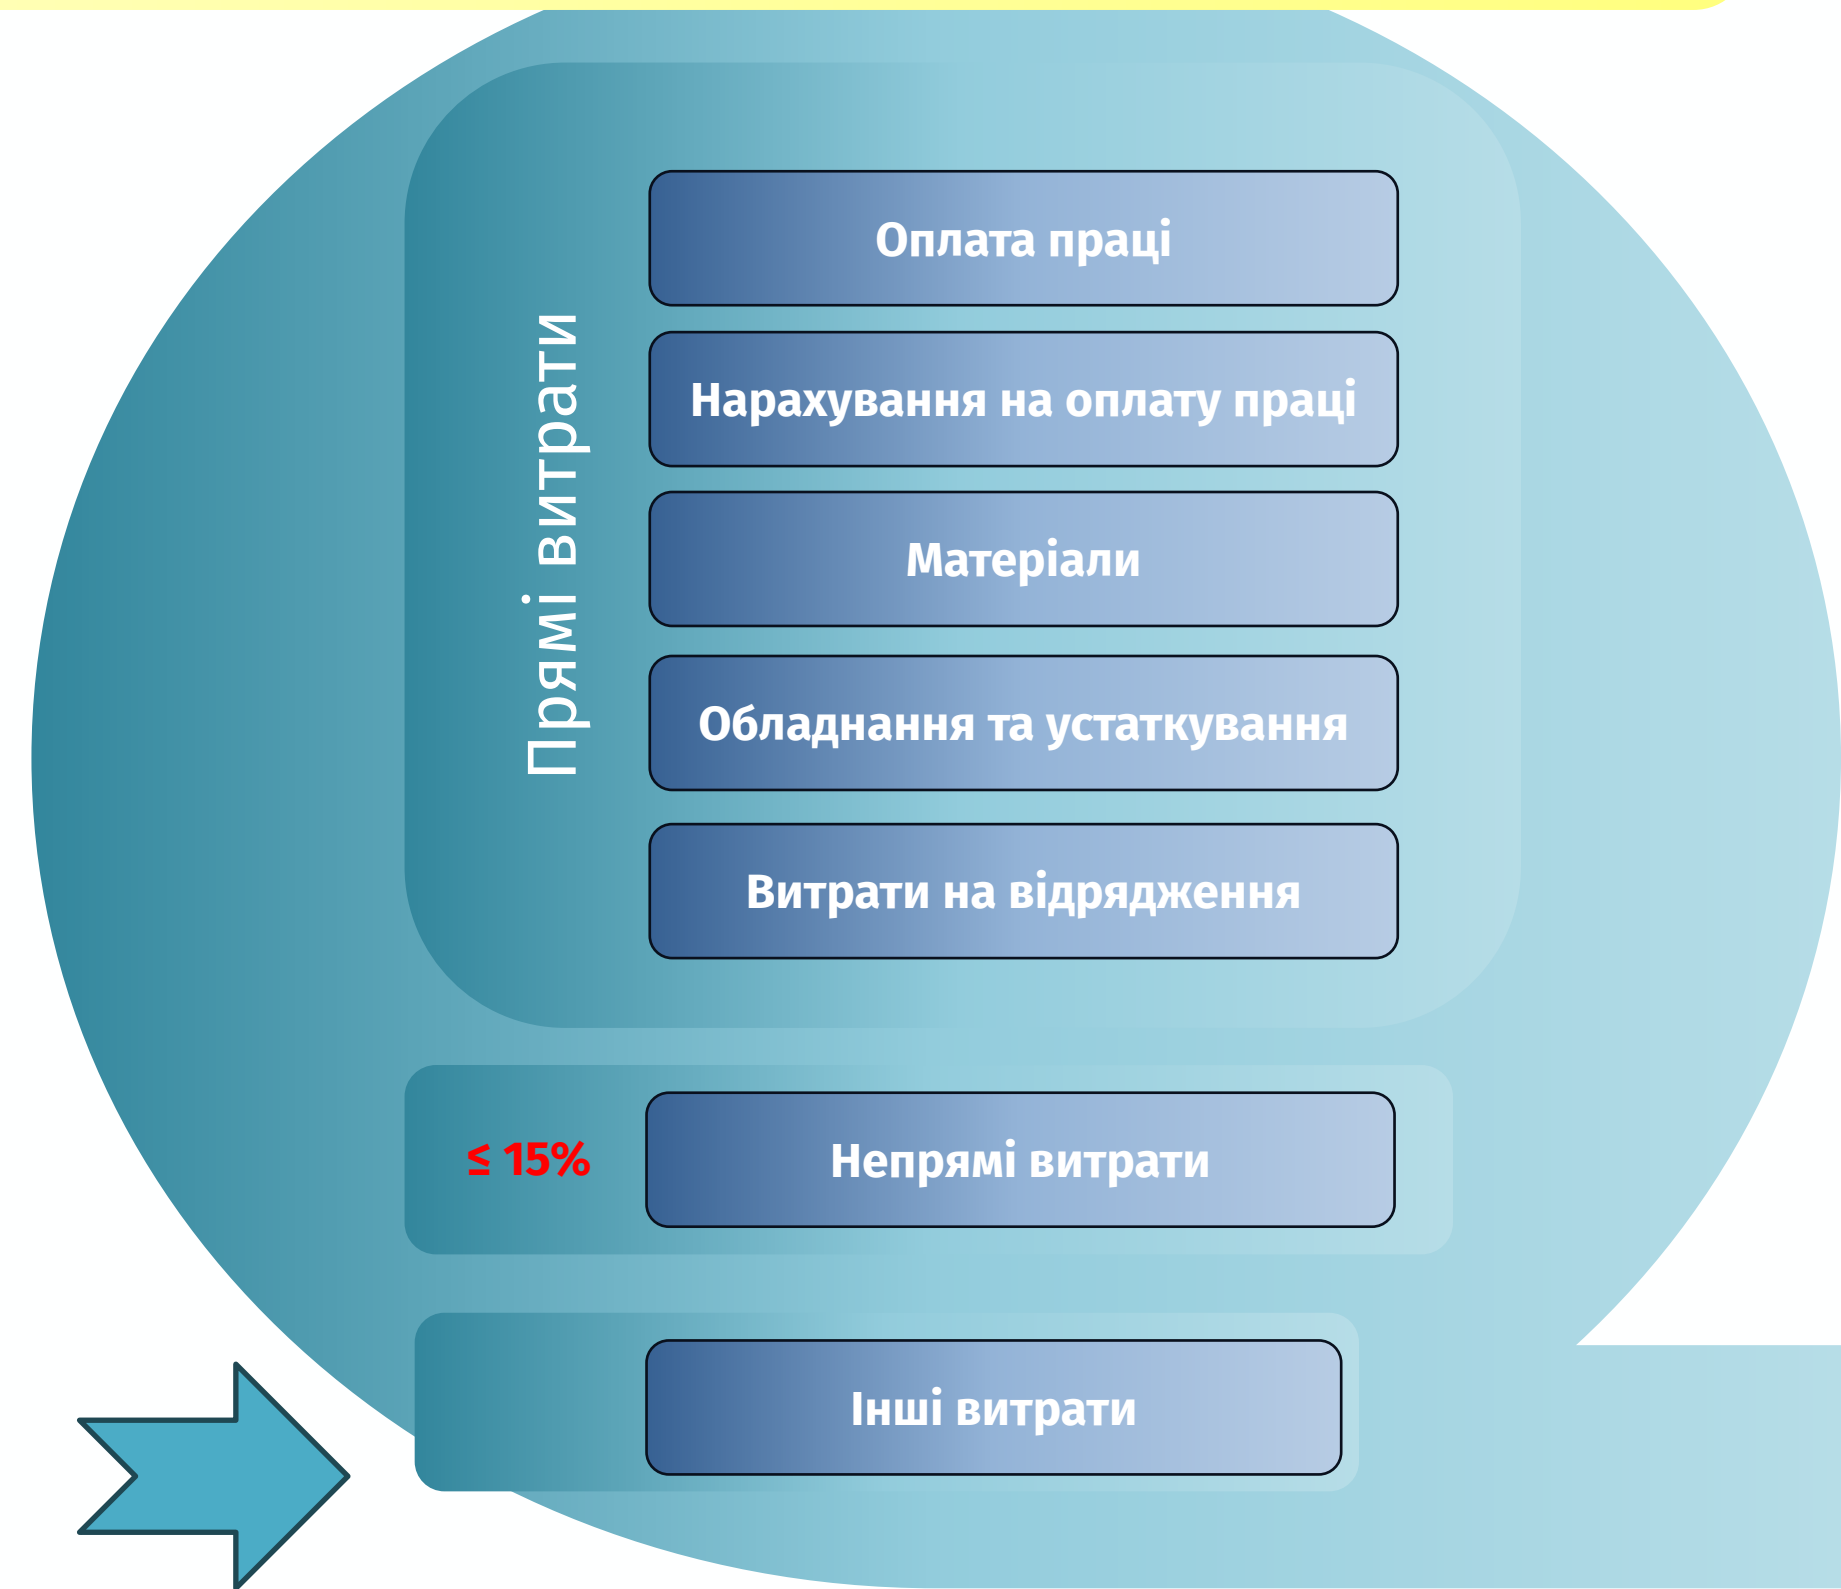 Прямі витрати
Оплата праці
Нарахування на оплату праці
Матеріали
Обладнання та устаткування
Витрати на відрядження
≤ 15%
Непрямі витрати
Інші витрати